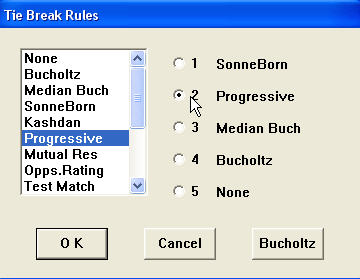 Tie Break Rules
None
Bucholtz
Median Buch
SonneBorn
Kashdan
Progressive
Mutual Res
Opps.Rating
Test Match
1 SonneBorn
2 Progressive
3 Median Buch
4 Bucholtz
5 None
O K
Cancel
Bucholtz